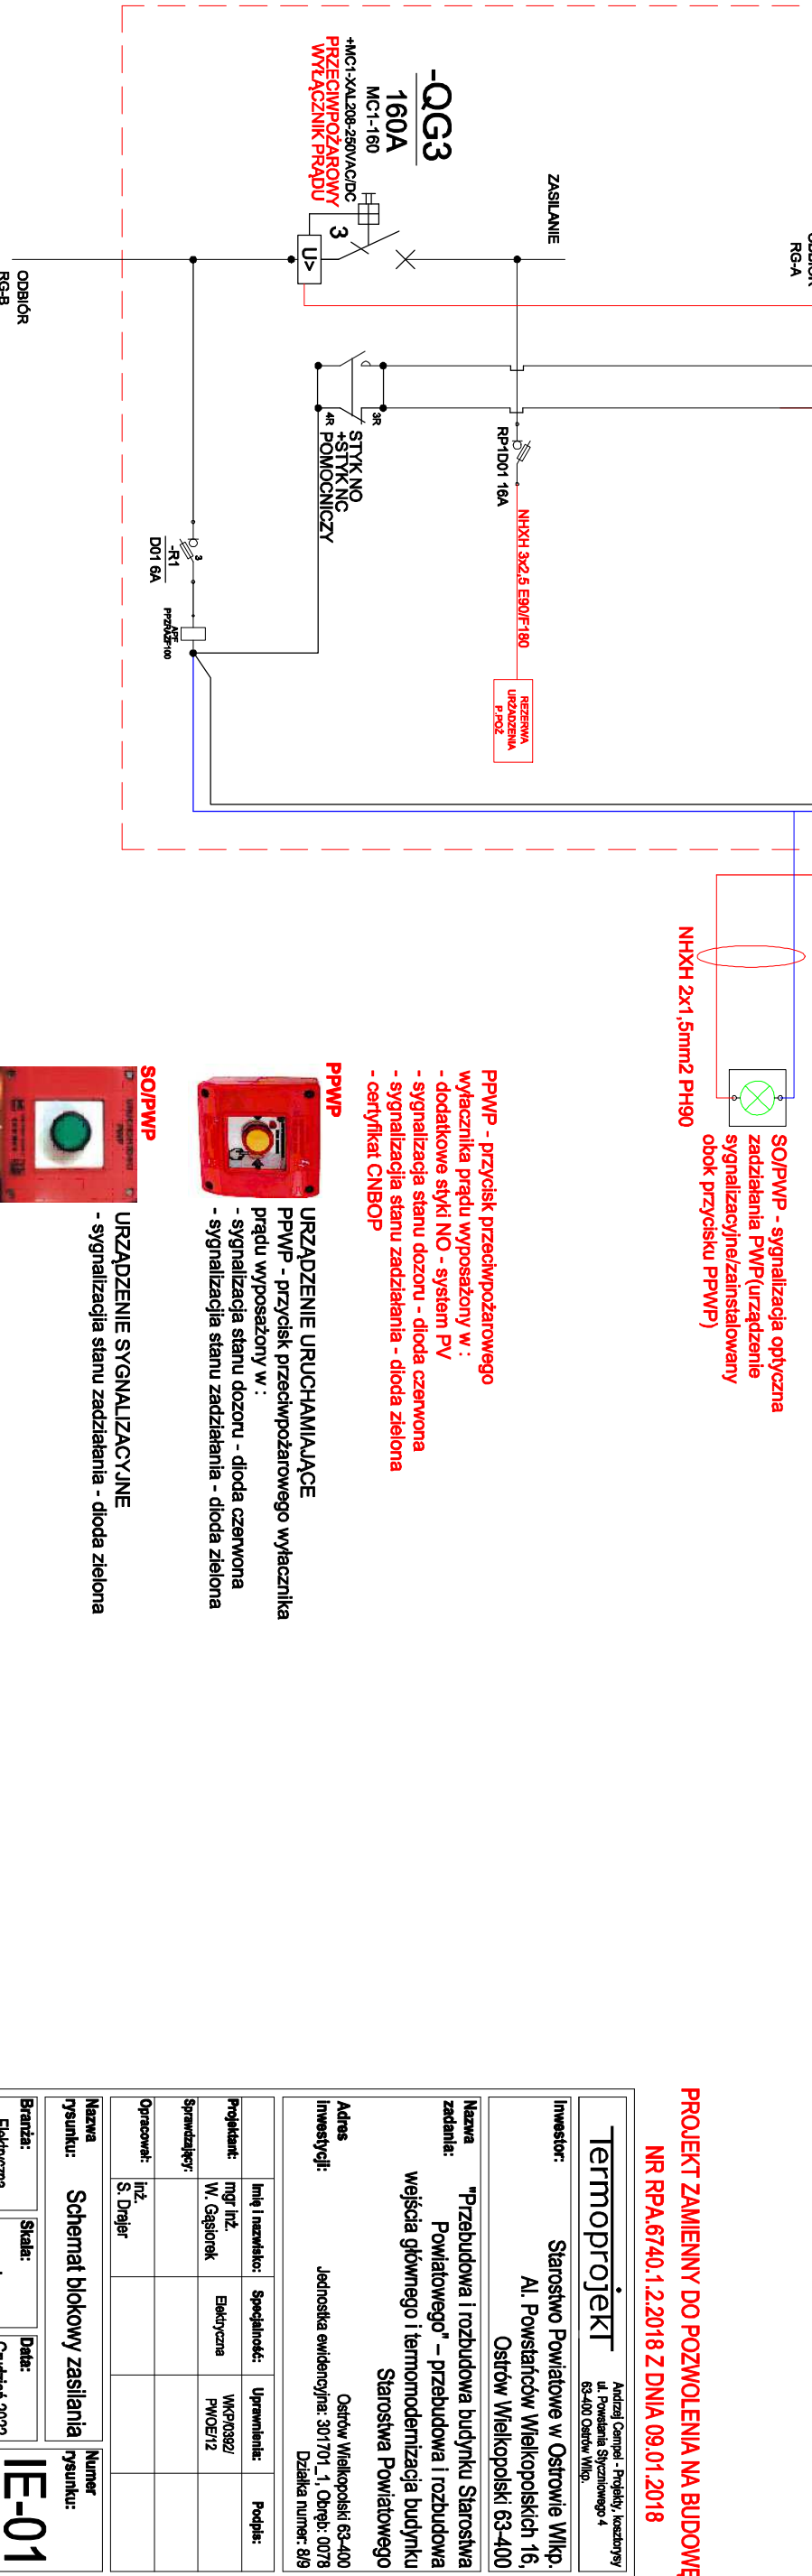 RG-A
ZASILANIE
-QG3
160A
MC1-160
+MC1-XAL208-250VAC/DC
PRZECIWPOŻAROWY
WYŁĄCZNIK PRĄDU
3
U>
ODBIÓR
RG-B
3R
4R
STYK NO
+STYK NC
POMOCNICZY
RP1D01 16A
NHXH 3x2,5 E90/F180
REZERWA
URZĄDZENIA
P.POŻ
3
-R1
D01 6A
NHXH 2x1,5mm2 PH90
SO/PWP - sygnalizacja optyczna
zadziałania PWP(urządzenie
sygnalizacyjne/zainstalowany
obok przycisku PPWP)
PPWP - przycisk przeciwpożarowego
wyłacznika prądu wyposażony w :
- dodatkowe styki NO - system PV
- sygnalizacja stanu dozoru - dioda czerwona
- sygnalizacja stanu zadziałania - dioda zielona
- certyfikat CNBOP
PPWP
URZĄDZENIE URUCHAMIAJĄCE
PPWP - przycisk przeciwpożarowego wyłacznika
prądu wyposażony w :
- sygnalizacja stanu dozoru - dioda czerwona
- sygnalizacja stanu zadziałania - dioda zielona
SO/PWP
URZĄDZENIE SYGNALIZACYJNE
- sygnalizacjia stanu zadziałania - dioda zielona
PROJEKT ZAMIENNY DO POZWOLENIA NA BUDOWĘ
NR RPA.6740.1.2.2018 Z DNIA 09.01.2018
Termoprojekt
Andrzej Cempel - Projekty, kosztorysy
ul. Powstania Styczniowego 4
63-400 Ostrów Wlkp.
Inwestor:
Starostwo Powiatowe w Ostrowie Wlkp.
Al. Powstańców Wielkopolskich 16,
Ostrów Wielkopolski 63-400
Nazwa
zadania:
"Przebudowa i rozbudowa budynku Starostwa
Powiatowego" – przebudowa i rozbudowa
wejścia głównego i termomodernizacja budynku
Starostwa Powiatowego
Adres
inwestycji:
Ostrów Wielkopolski 63-400
Jednostka ewidencyjna: 301701_1, Obręb: 0078
Działka numer: 8/9
Imię i nazwisko: Specjalność: Uprawnienia: Podpis:
Projektant: mgr inż. W. Gąsiorek Elektryczna WKP/0392/ PWOE/12
Sprawdzający:
Opracował: inż. S. Drajer
Nazwa
rysunku:
Schemat blokowy zasilania
Numer
rysunku:
IE-01
Branża:
Skala:
Data: